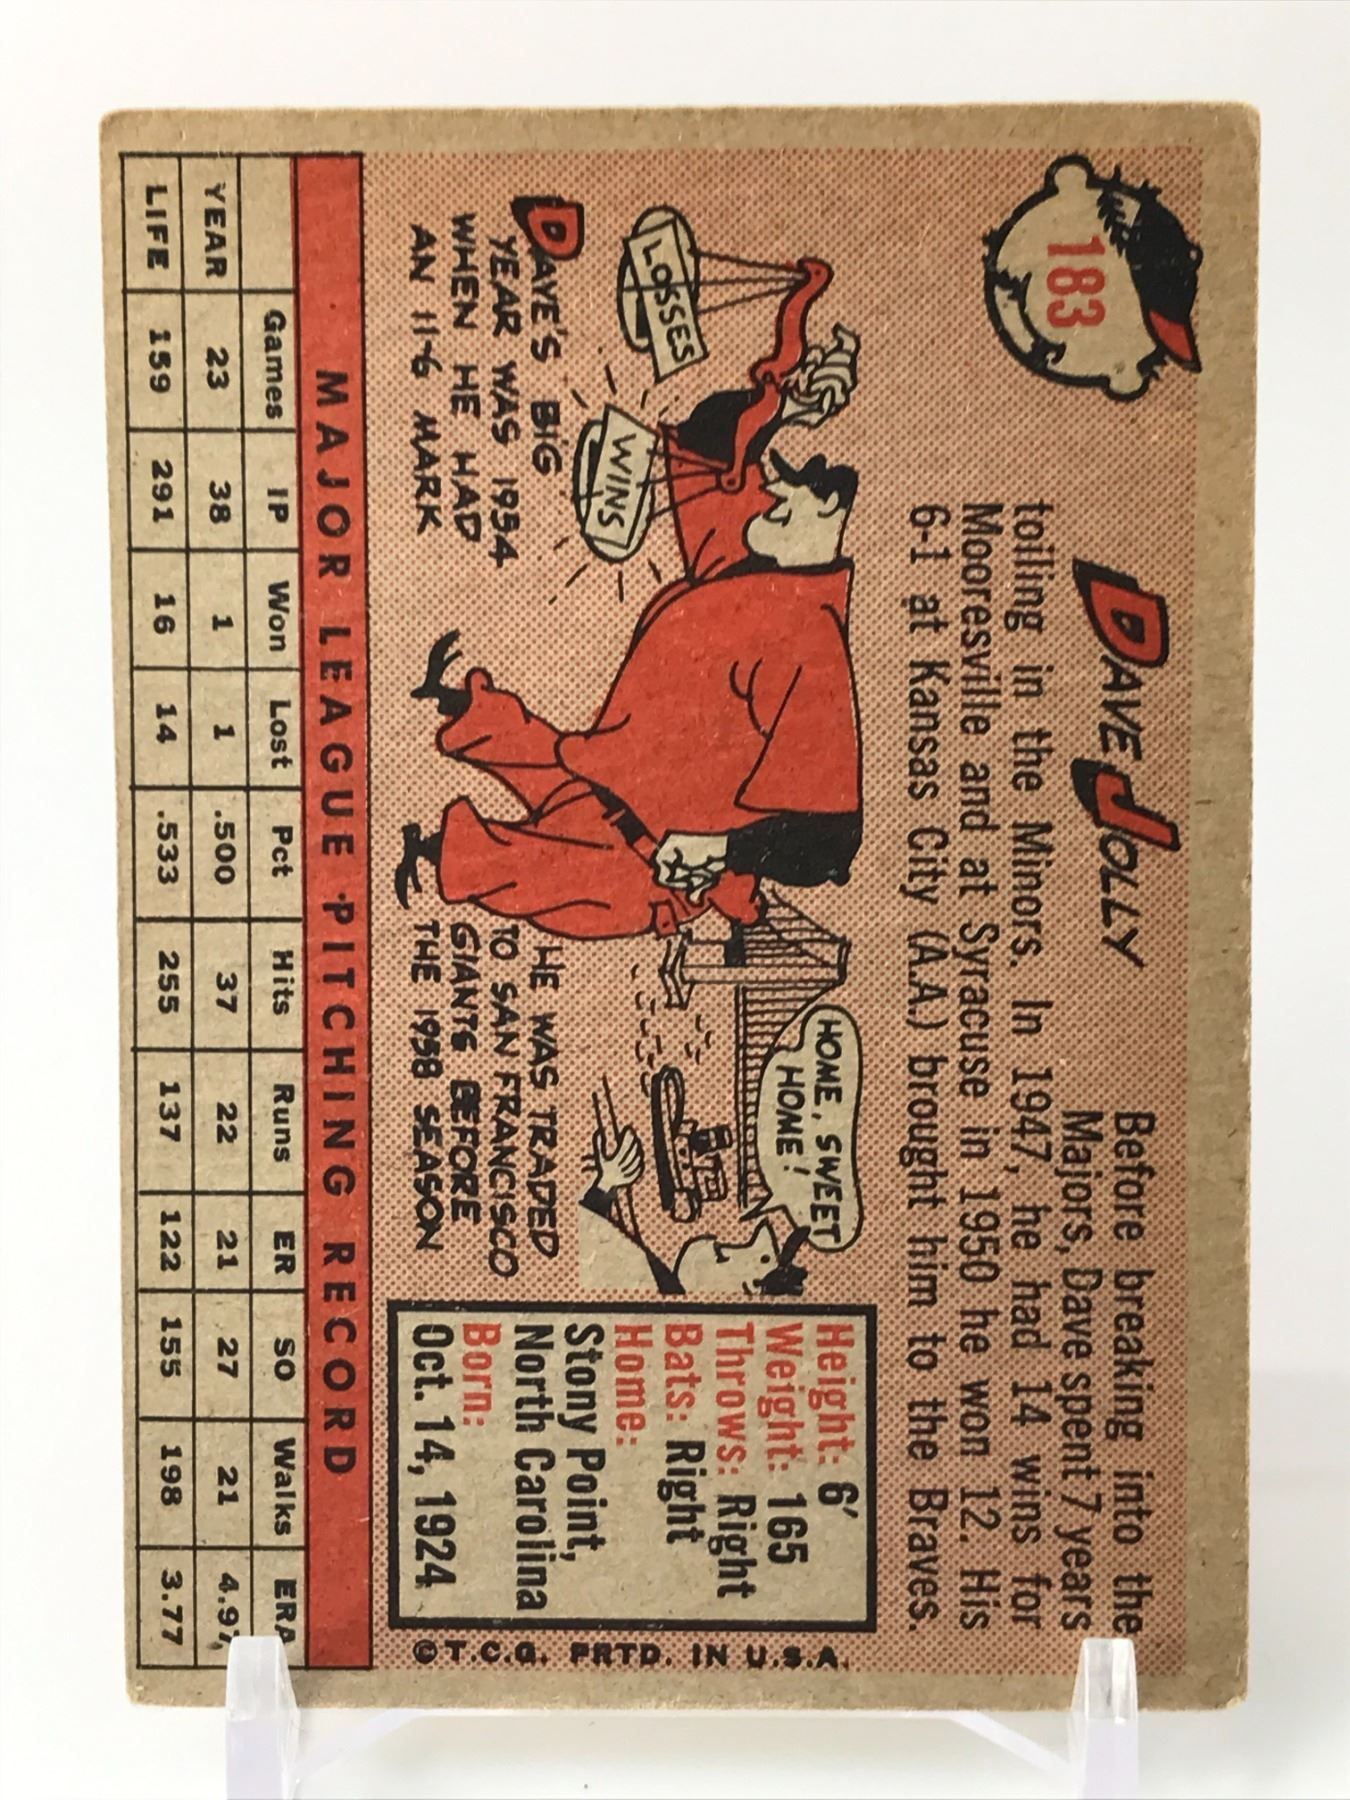 183
DAVE JOLLY
Before breaking into the
Majors, Dave spent 7 years
toiling in the Minors. In 1947, he had 14 wins for
Mooresville and at Syracuse in 1950 he won 12. His
6-1 at Kansas City (A.A.) brought him to the Braves.
LOSSES
WINS
DAVE'S BIG
YEAR WAS 1954
WHEN HE HAD
AN 11-6 MARK
HOME, SWEET
HOME!
HE WAS TRADED
TO SAN FRANCISCO
GIANTS BEFORE
THE 1958 SEASON
Height: 6'
Weight: 165
Throws: Right
Bats: Right
Home:
Stony Point,
North Carolina
Born:
Oct. 14, 1924
©T.C.G. PRTD. IN U.S.A.
MAJOR LEAGUE PITCHING RECORD
Games IP Won Lost Pct Hits Runs ER SO Walks ERA
YEAR 23 38 1 1 .500 37 22 21 27 21 4.97
LIFE 159 291 16 14 .533 255 137 122 155 198 3.77